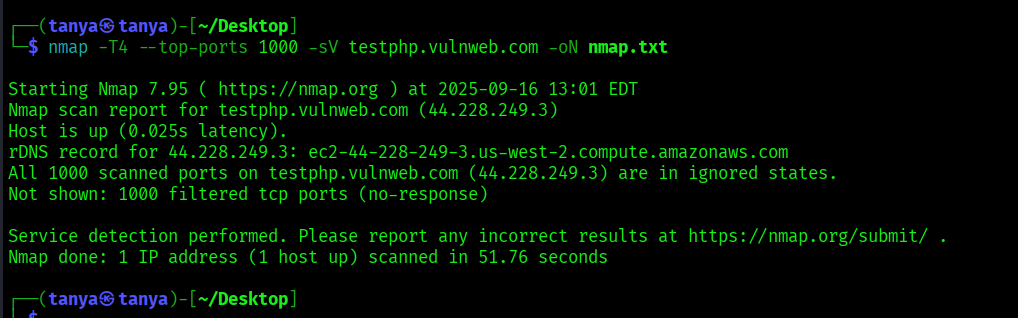 ┌──(tanya㉿tanya)-[~/Desktop]
└─$ nmap -T4 --top-ports 1000 -sV testphp.vulnweb.com -oN nmap.txt
Starting Nmap 7.95 ( https://nmap.org ) at 2025-09-16 13:01 EDT
Nmap scan report for testphp.vulnweb.com (44.228.249.3)
Host is up (0.025s latency).
rDNS record for 44.228.249.3: ec2-44-228-249-3.us-west-2.compute.amazonaws.com
All 1000 scanned ports on testphp.vulnweb.com (44.228.249.3) are in ignored states.
Not shown: 1000 filtered tcp ports (no-response)
Service detection performed. Please report any incorrect results at https://nmap.org/submit/ .
Nmap done: 1 IP address (1 host up) scanned in 51.76 seconds
┌──(tanya㉿tanya)-[~/Desktop]
└─$